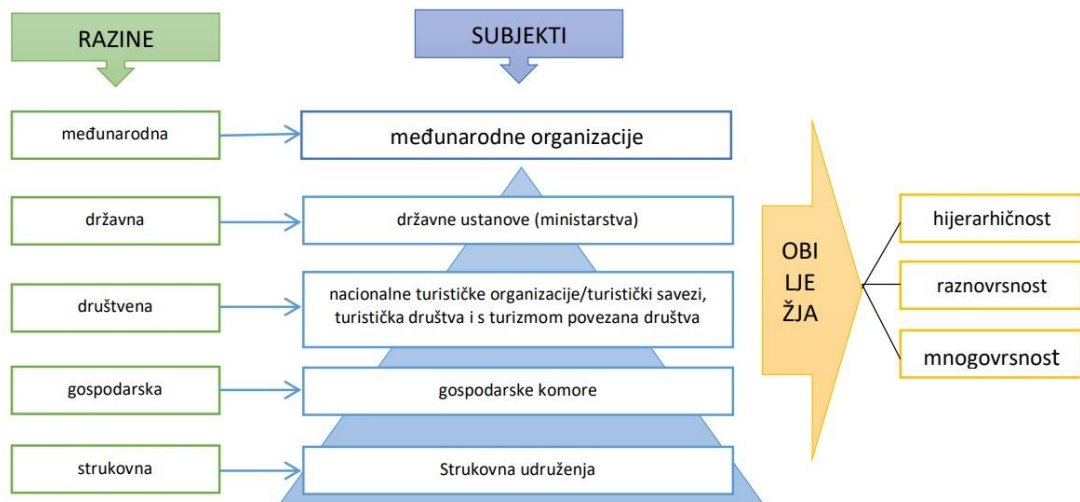 RAZINE
SUBJEKTI
međunarodna
međunarodne organizacije
državna
državne ustanove (ministarstva)
društvena
nacionalne turističke organizacije/turistički savezi,
turistička društva i s turizmom povezana društva
gospodarska
gospodarske komore
strukovna
Strukovna udruženja
OBI
LJE
ŽJA
hijerarhičnost
raznovrsnost
mnogovrsnost